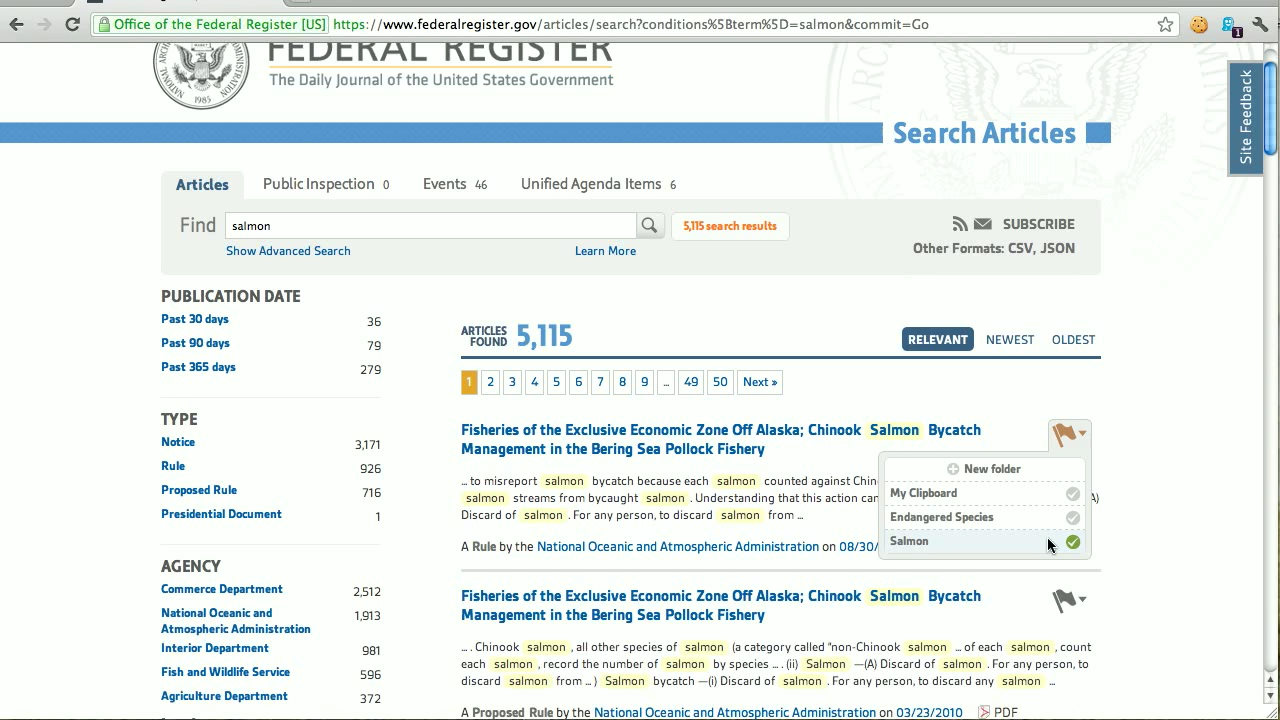 Office of the Federal Register [US] https://www.federalregister.gov/articles/search?conditions%5Bterm%5D=salmon&commit=Go
1
FEDERAL REGISTER
The Daily Journal of the United States Government
1985
Site Feedback
Search Articles
Articles Public Inspection 0 Events 46 Unified Agenda Items 6
Find salmon 5,115 search results SUBSCRIBE
Show Advanced Search Learn More Other Formats: CSV, JSON
PUBLICATION DATE
Past 30 days 36
Past 90 days 79
Past 365 days 279
TYPE
Notice 3,171
Rule 926
Proposed Rule 716
Presidential Document 1
AGENCY
Commerce Department 2,512
National Oceanic and
Atmospheric Administration 1,913
Interior Department 981
Fish and Wildlife Service 596
Agriculture Department 372
ARTICLES
FOUND 5,115
RELEVANT NEWEST OLDEST
1 2 3 4 5 6 7 8 9 ... 49 50 Next »
Fisheries of the Exclusive Economic Zone Off Alaska; Chinook Salmon Bycatch
Management in the Bering Sea Pollock Fishery
... to misreport salmon bycatch because each salmon counted against Chin
salmon streams from bycaught salmon . Understanding that this action can A)
Discard of salmon . For any person, to discard salmon from ...
A Rule by the National Oceanic and Atmospheric Administration on 08/30/
New folder
My Clipboard
Endangered Species
Salmon
Fisheries of the Exclusive Economic Zone Off Alaska; Chinook Salmon Bycatch
Management in the Bering Sea Pollock Fishery
... . Chinook salmon , all other species of salmon (a category called "non-Chinook salmon ... of each salmon , count
each salmon , record the number of salmon by species ... . (ii) Salmon —(A) Discard of salmon . For any person, to
discard salmon from ... ) Salmon bycatch —(i) Discard of salmon . For any person, to discard any salmon ...
A Proposed Rule by the National Oceanic and Atmospheric Administration on 03/23/2010 PDF